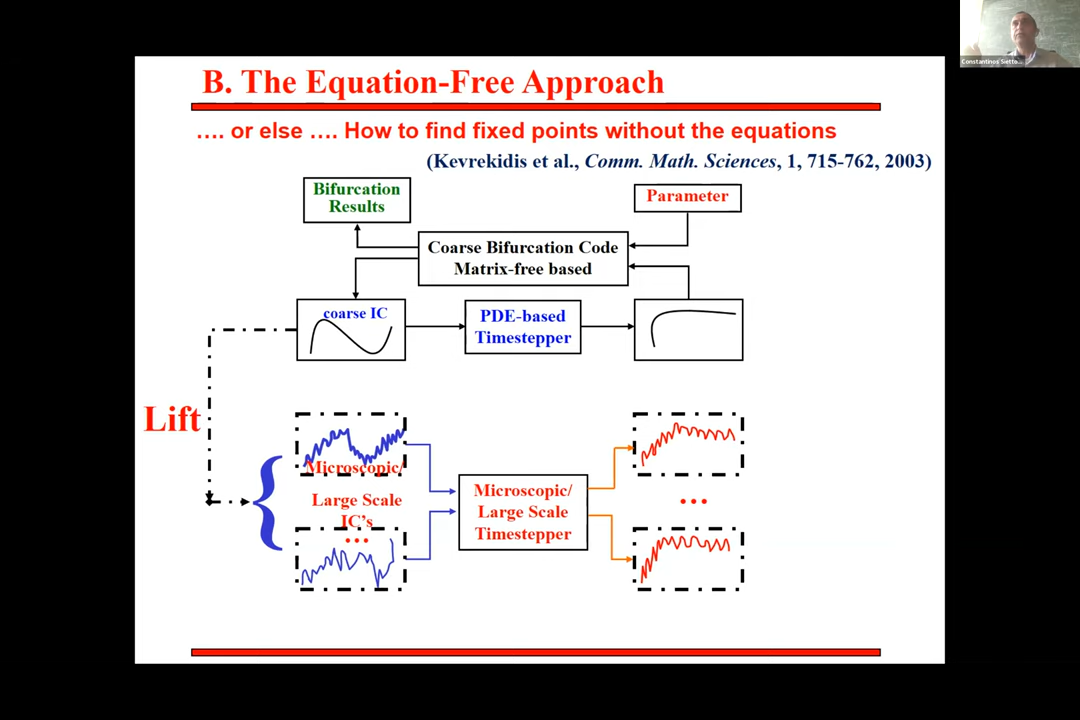 Constantinos Sietto...
B. The Equation-Free Approach
.... or else .... How to find fixed points without the equations
(Kevrekidis et al., Comm. Math. Sciences, 1, 715-762, 2003)
Bifurcation
Results
Parameter
Coarse Bifurcation Code
Matrix-free based
coarse IC
PDE-based
Timestepper
Lift
Microscopic/
Large Scale
IC's
...
Microscopic/
Large Scale
Timestepper
...